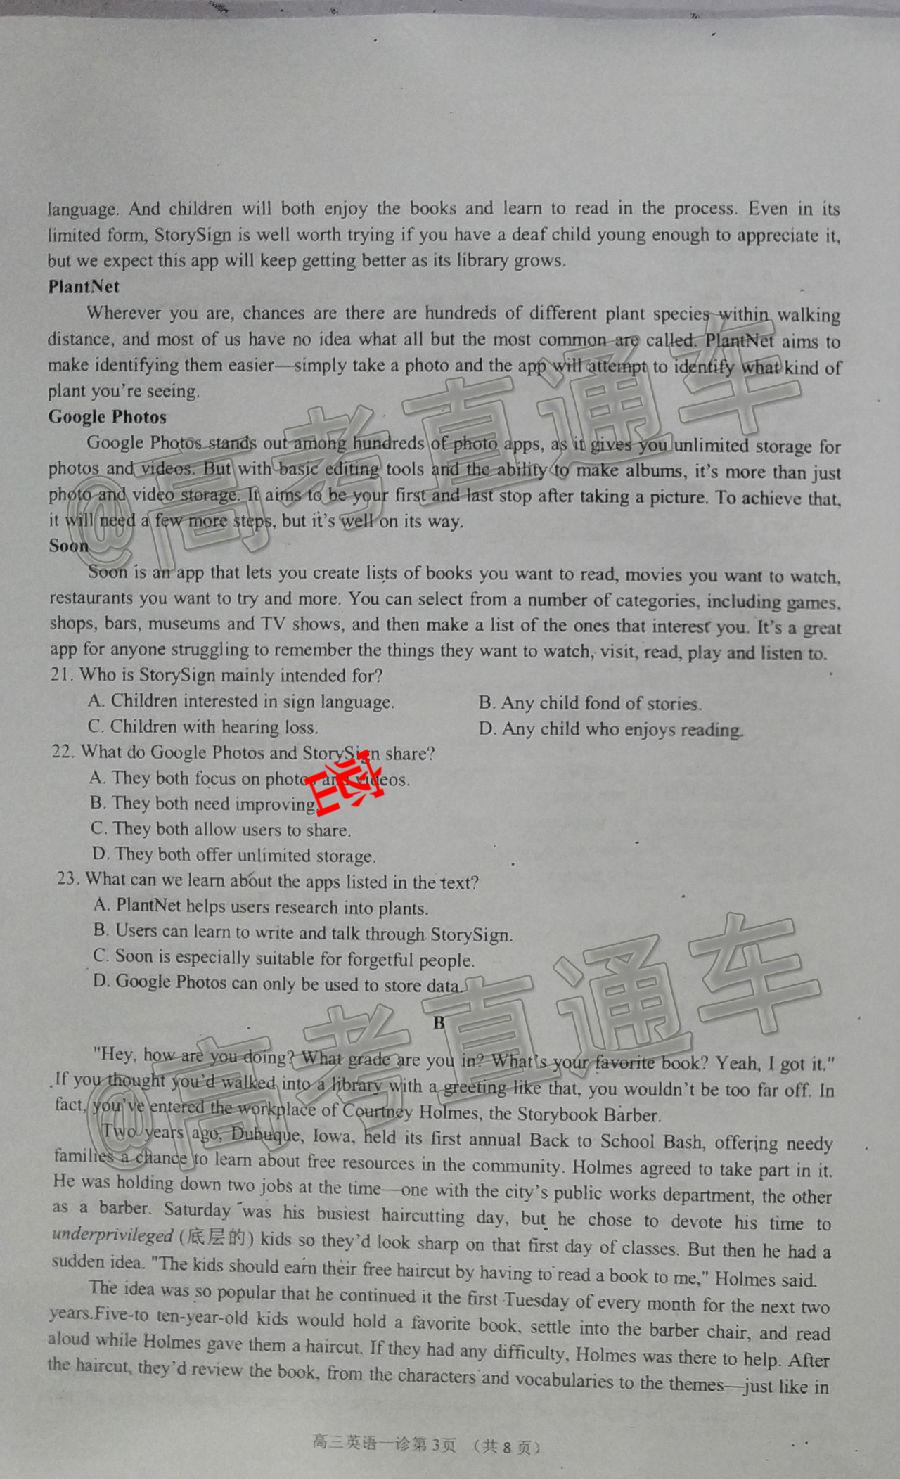 language. And children will both enjoy the books and learn to read in the process. Even in its
limited form, StorySign is well worth trying if you have a deaf child young enough to appreciate it,
but we expect this app will keep getting better as its library grows.
PlantNet
Wherever you are, chances are there are hundreds of different plant species within walking
distance, and most of us have no idea what all but the most common are called. PlantNet aims to
make identifying them easier—simply take a photo and the app will attempt to identify what kind of
plant you're seeing.
Google Photos
Google Photos stands out among hundreds of photo apps, as it gives you unlimited storage for
photos and videos. But with basic editing tools and the ability to make albums, it's more than just
photo and video storage. It aims to be your first and last stop after taking a picture. To achieve that,
it will need a few more steps, but it's well on its way.
Soon
Soon is an app that lets you create lists of books you want to read, movies you want to watch,
restaurants you want to try and more. You can select from a number of categories, including games,
shops, bars, museums and TV shows, and then make a list of the ones that interest you. It's a great
app for anyone struggling to remember the things they want to watch, visit, read, play and listen to.
21. Who is StorySign mainly intended for?
A. Children interested in sign language. B. Any child fond of stories.
C. Children with hearing loss. D. Any child who enjoys reading.
22. What do Google Photos and StorySign share?
A. They both focus on photos and videos.
B. They both need improving.
C. They both allow users to share.
D. They both offer unlimited storage.
23. What can we learn about the apps listed in the text?
A. PlantNet helps users research into plants.
B. Users can learn to write and talk through StorySign.
C. Soon is especially suitable for forgetful people.
D. Google Photos can only be used to store data.
B
"Hey, how are you doing? What grade are you in? What's your favorite book? Yeah, I got it."
If you thought you'd walked into a library with a greeting like that, you wouldn't be too far off. In
fact, you've entered the workplace of Courtney Holmes, the Storybook Barber.
Two years ago, Dubuque, Iowa, held its first annual Back to School Bash, offering needy
families a chance to learn about free resources in the community. Holmes agreed to take part in it.
He was holding down two jobs at the time—one with the city's public works department, the other
as a barber. Saturday was his busiest haircutting day, but he chose to devote his time to
underprivileged (底层的) kids so they'd look sharp on that first day of classes. But then he had a
sudden idea. "The kids should earn their free haircut by having to read a book to me," Holmes said.
The idea was so popular that he continued it the first Tuesday of every month for the next two
years.Five-to ten-year-old kids would hold a favorite book, settle into the barber chair, and read
aloud while Holmes gave them a haircut. If they had any difficulty, Holmes was there to help. After
the haircut, they'd review the book, from the characters and vocabularies to the themes—just like in
高三英语一诊第3页 (共8页)
@高考直通车
@高考直通车